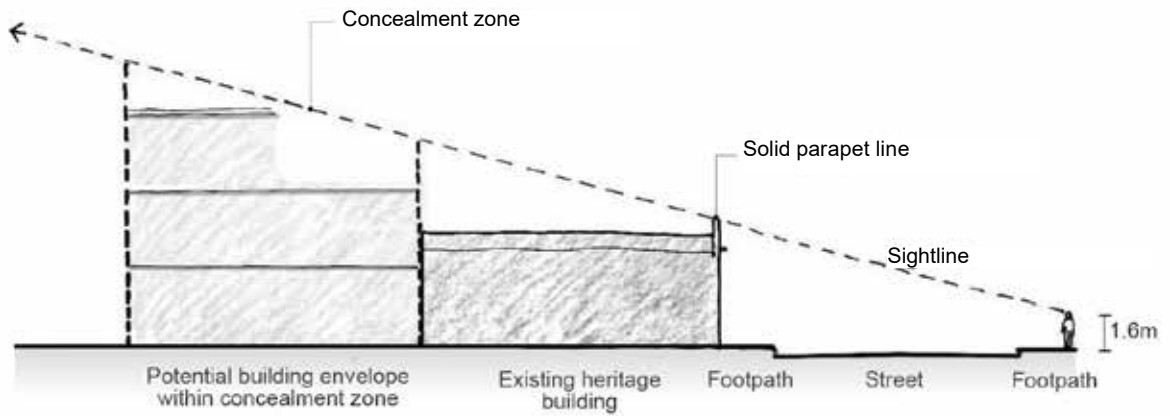 Concealment zone
Solid parapet line
Sightline
1.6m
Potential building envelope
within concealment zone
Existing heritage
building
Footpath
Street
Footpath